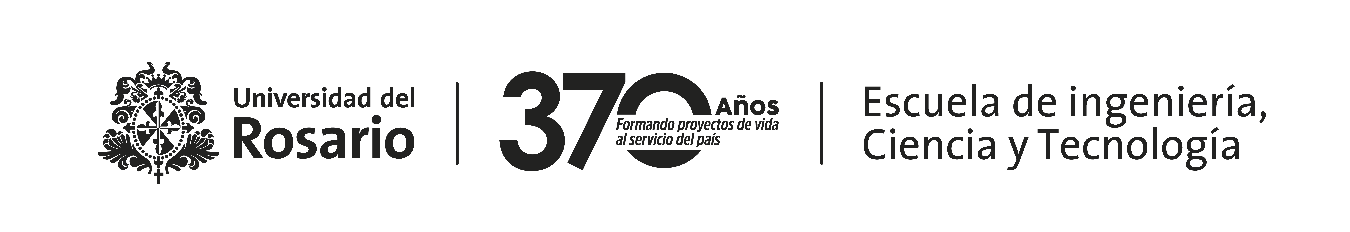 Universidad del
Rosario
370 Años
Formando proyectos de vida
al servicio del país
Escuela de ingeniería,
Ciencia y Tecnología